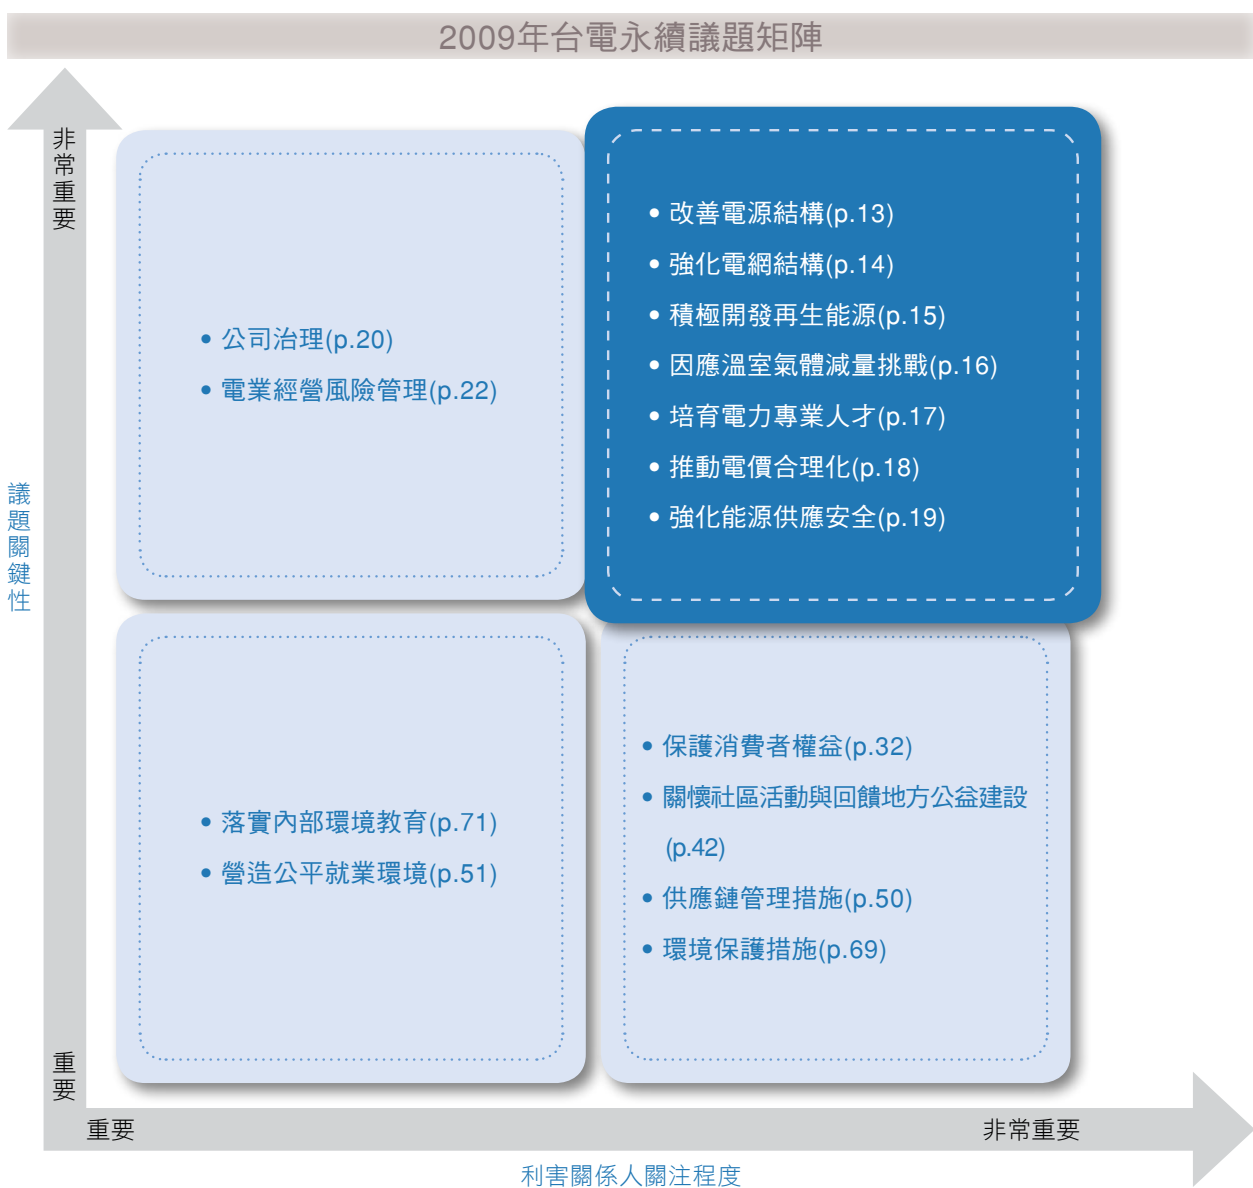 2009年台電永續議題矩陣
非常重要
• 公司治理(p.20)
• 電業經營風險管理(p.22)
• 改善電源結構(p.13)
• 強化電網結構(p.14)
• 積極開發再生能源(p.15)
• 因應溫室氣體減量挑戰(p.16)
• 培育電力專業人才(p.17)
• 推動電價合理化(p.18)
• 強化能源供應安全(p.19)
議題關鍵性
• 落實內部環境教育(p.71)
• 營造公平就業環境(p.51)
• 保護消費者權益(p.32)
• 關懷社區活動與回饋地方公益建設
(p.42)
• 供應鏈管理措施(p.50)
• 環境保護措施(p.69)
重要
重要
非常重要
利害關係人關注程度